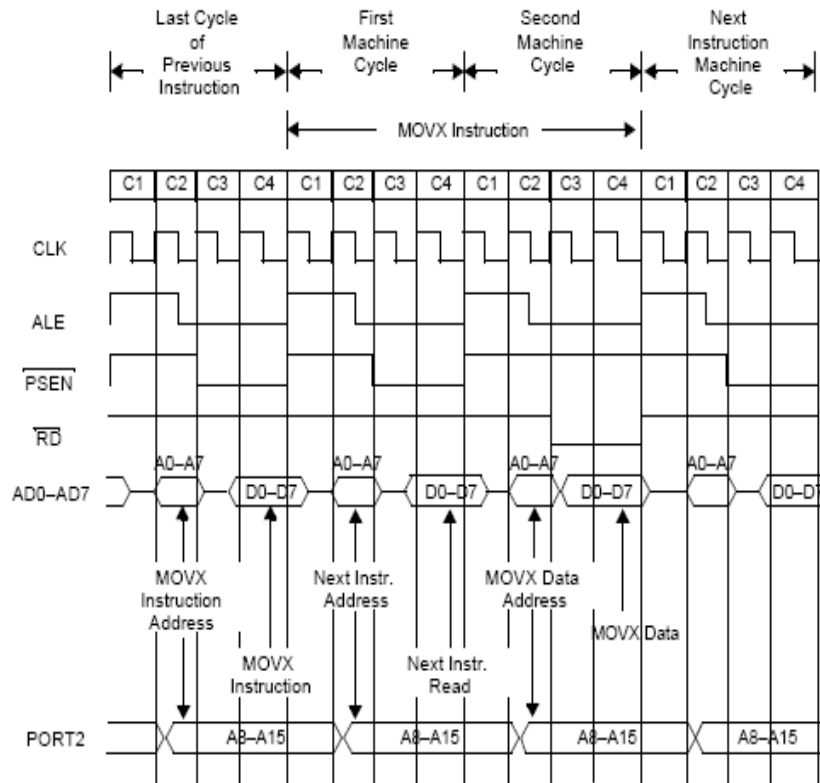 Last Cycle
of
Previous
Instruction
First
Machine
Cycle
Second
Machine
Cycle
Next
Instruction
Machine
Cycle
MOVX Instruction
C1 C2 C3 C4 C1 C2 C3 C4 C1 C2 C3 C4 C1 C2 C3 C4
CLK
ALE
PSEN
RD
A0–A7 A0–A7 A0–A7 A0–A7
AD0–AD7 D0–D7 D0–D7 D0–D7 D0–D7
MOVX
Instruction
Address
Next Instr.
Address
MOVX Data
Address
MOVX Data
MOVX
Instruction
Next Instr.
Read
PORT2 A8–A15 A8–A15 A8–A15 A8–A15